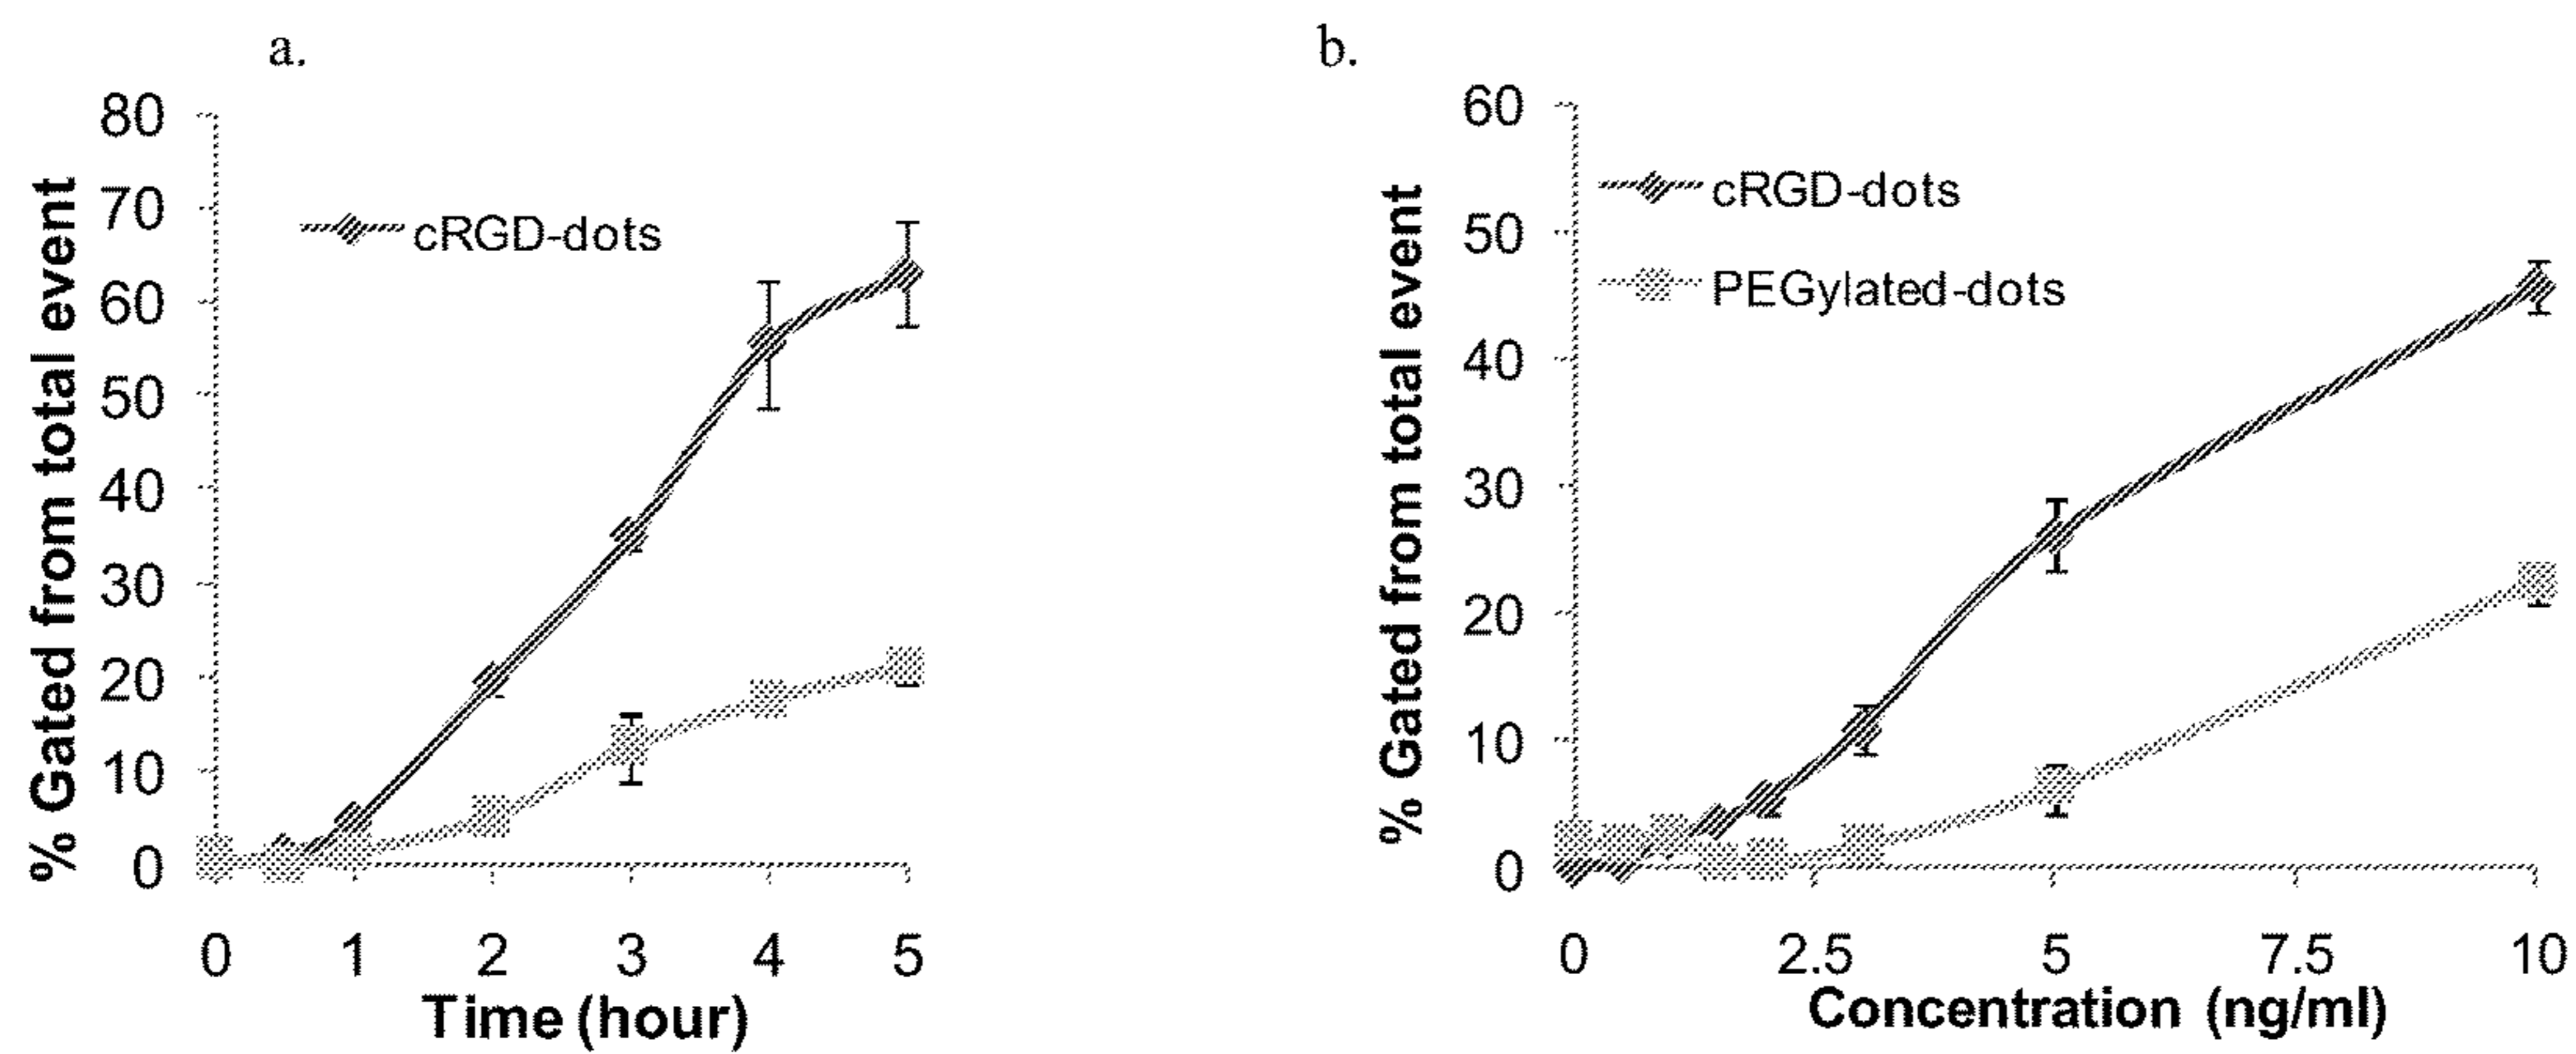 a.
80
70
60
50
40
30
20
10
0
% Gated from total event
cRGD-dots
0 1 2 3 4 5
Time (hour)
b.
60
50
40
30
20
10
0
% Gated from total event
cRGD-dots
PEGylated-dots
0 2.5 5 7.5 10
Concentration (ng/ml)